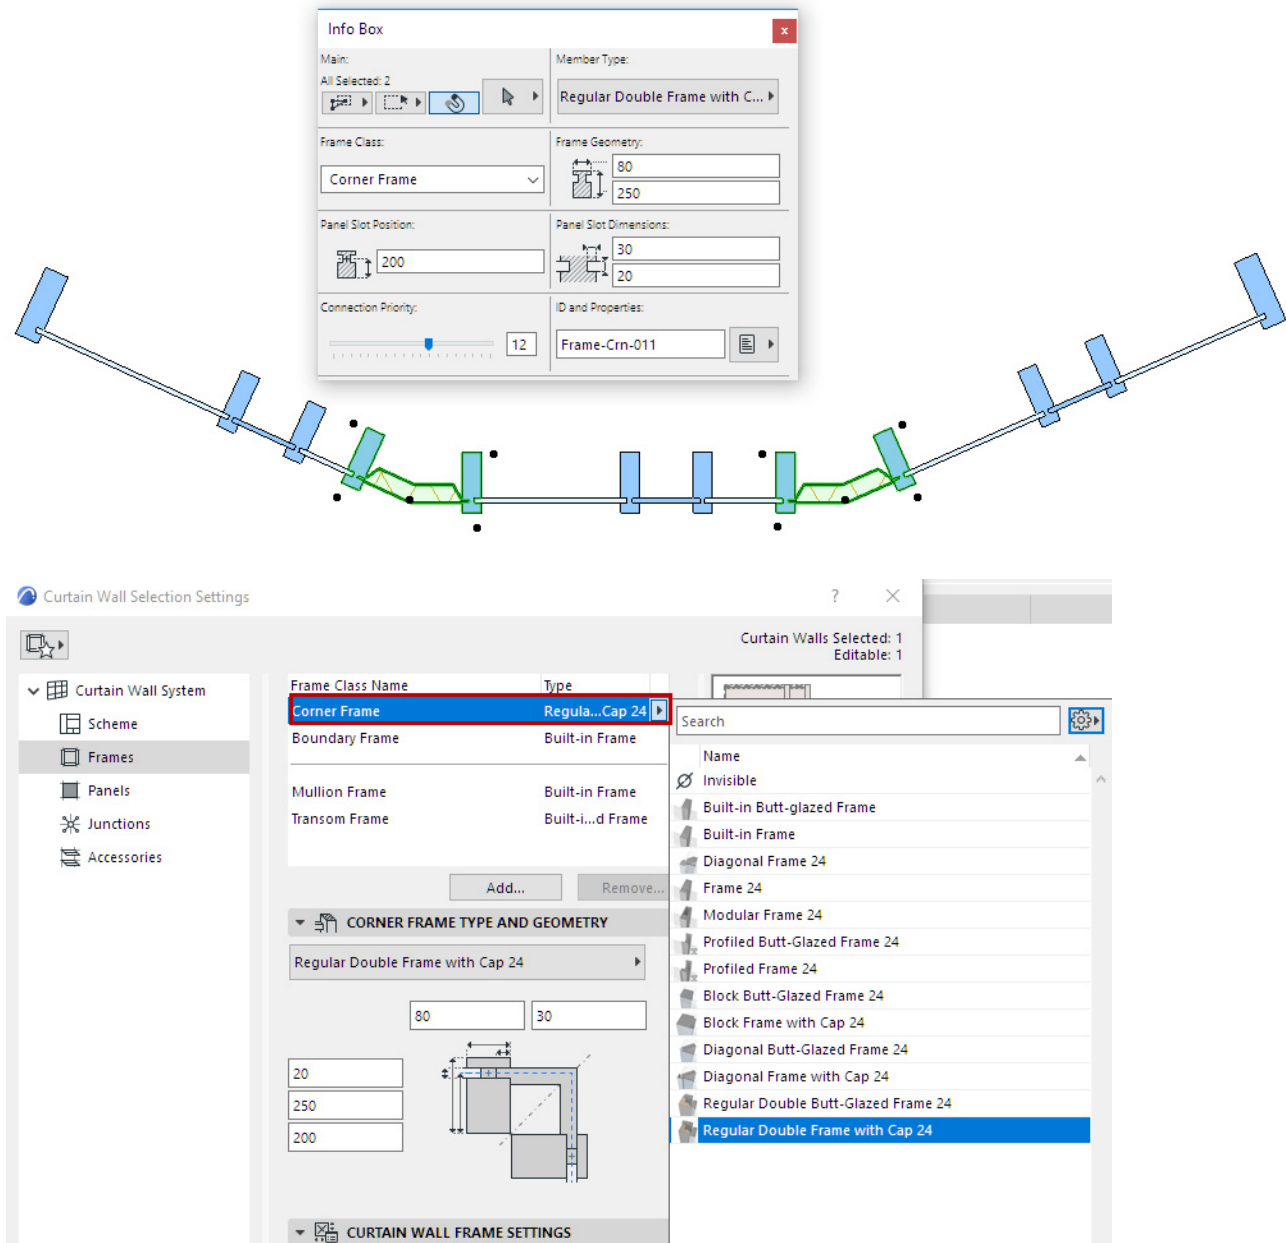 Info Box
x
Main:
Member Type:
All Selected: 2
Regular Double Frame with C...
Frame Class:
Frame Geometry:
Corner Frame
80
250
Panel Slot Position:
Panel Slot Dimensions:
200
30
20
Connection Priority:
ID and Properties:
12
Frame-Crn-011
Curtain Wall Selection Settings
?
Curtain Walls Selected: 1
Editable: 1
Curtain Wall System
Scheme
Frames
Panels
Junctions
Accessories
Frame Class Name
Type
Corner Frame
Regula...Cap 24
Boundary Frame
Built-in Frame
Mullion Frame
Built-in Frame
Transom Frame
Built-i...d Frame
Add...
Remove...
CORNER FRAME TYPE AND GEOMETRY
Regular Double Frame with Cap 24
80
30
20
250
200
CURTAIN WALL FRAME SETTINGS
Search
Name
Invisible
Built-in Butt-glazed Frame
Built-in Frame
Diagonal Frame 24
Frame 24
Modular Frame 24
Profiled Butt-Glazed Frame 24
Profiled Frame 24
Block Butt-Glazed Frame 24
Block Frame with Cap 24
Diagonal Butt-Glazed Frame 24
Diagonal Frame with Cap 24
Regular Double Butt-Glazed Frame 24
Regular Double Frame with Cap 24